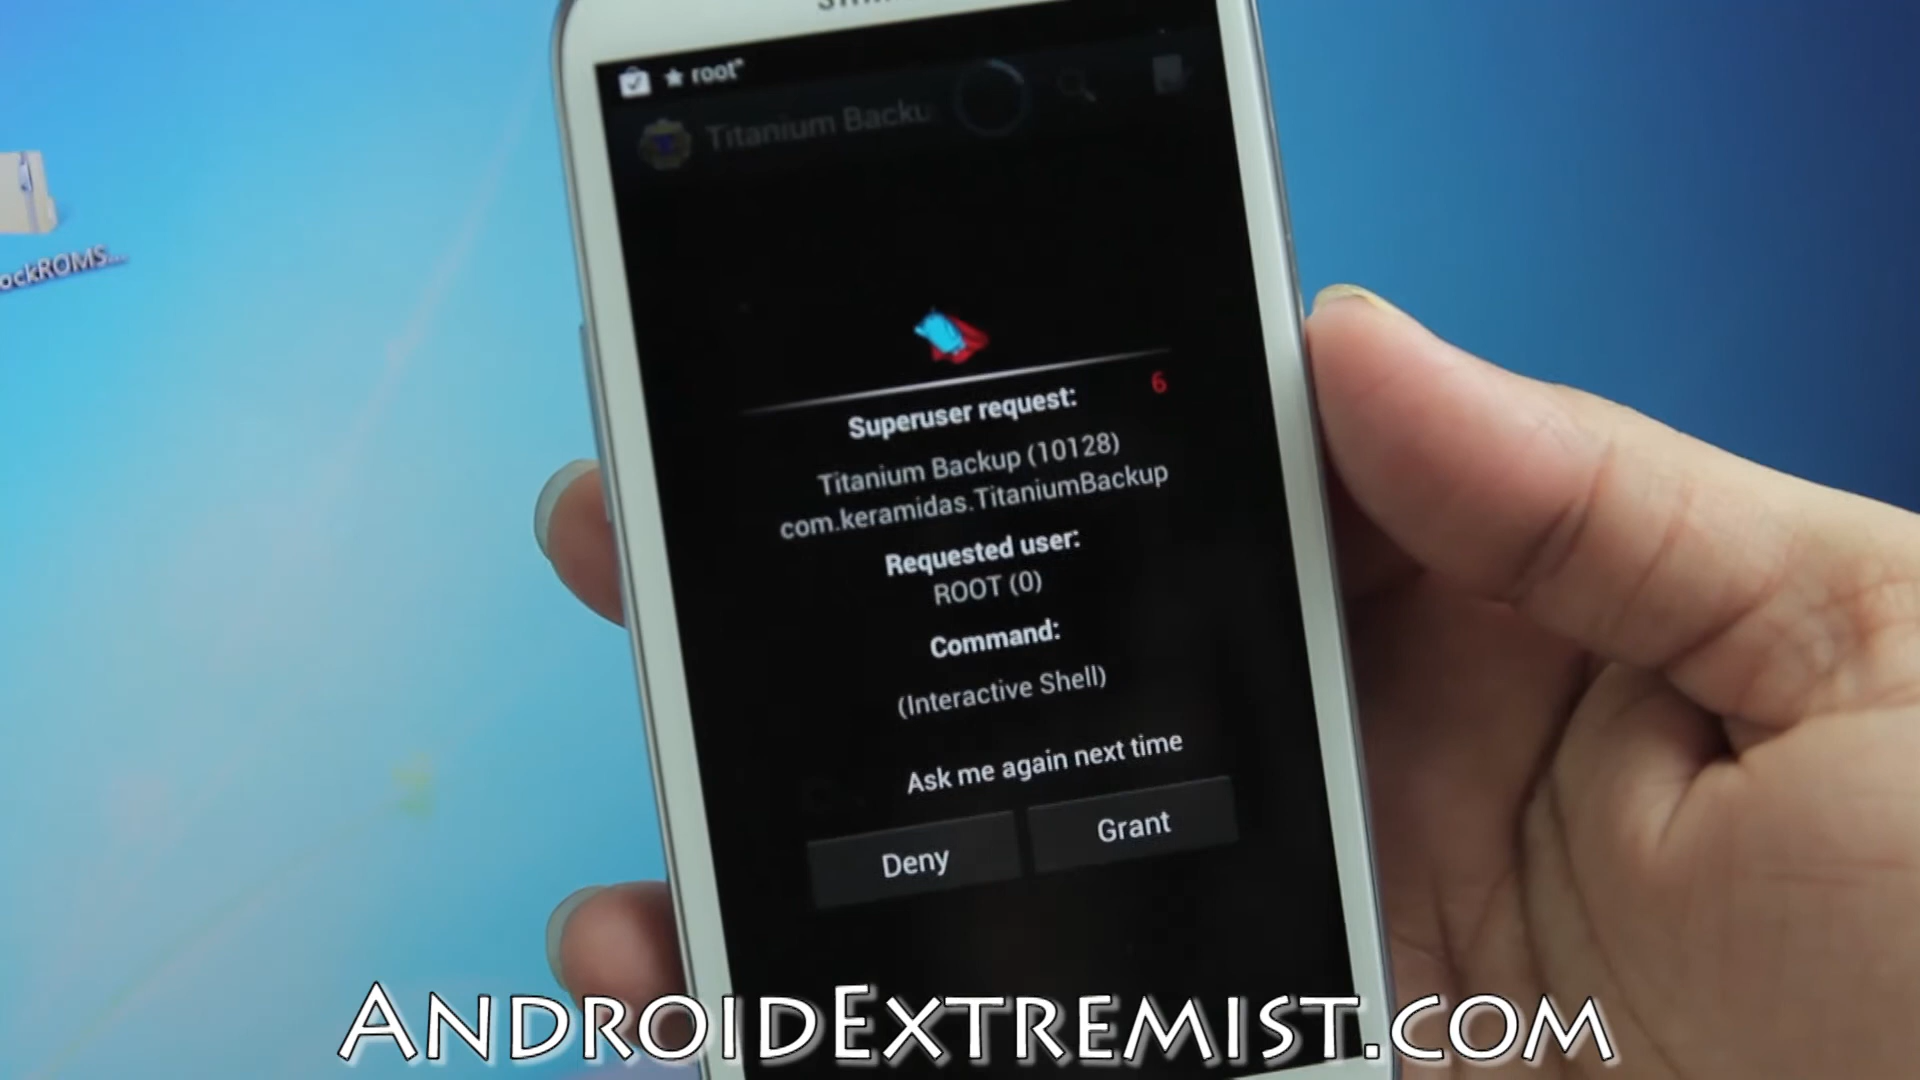 root
Titanium Backu
Superuser request:
6
Titanium Backup (10128)
com.keramidas.TitaniumBackup
Requested user:
ROOT (0)
Command:
(Interactive Shell)
Ask me again next time
Deny
Grant
ockROMS...
AndroidExtremist.com